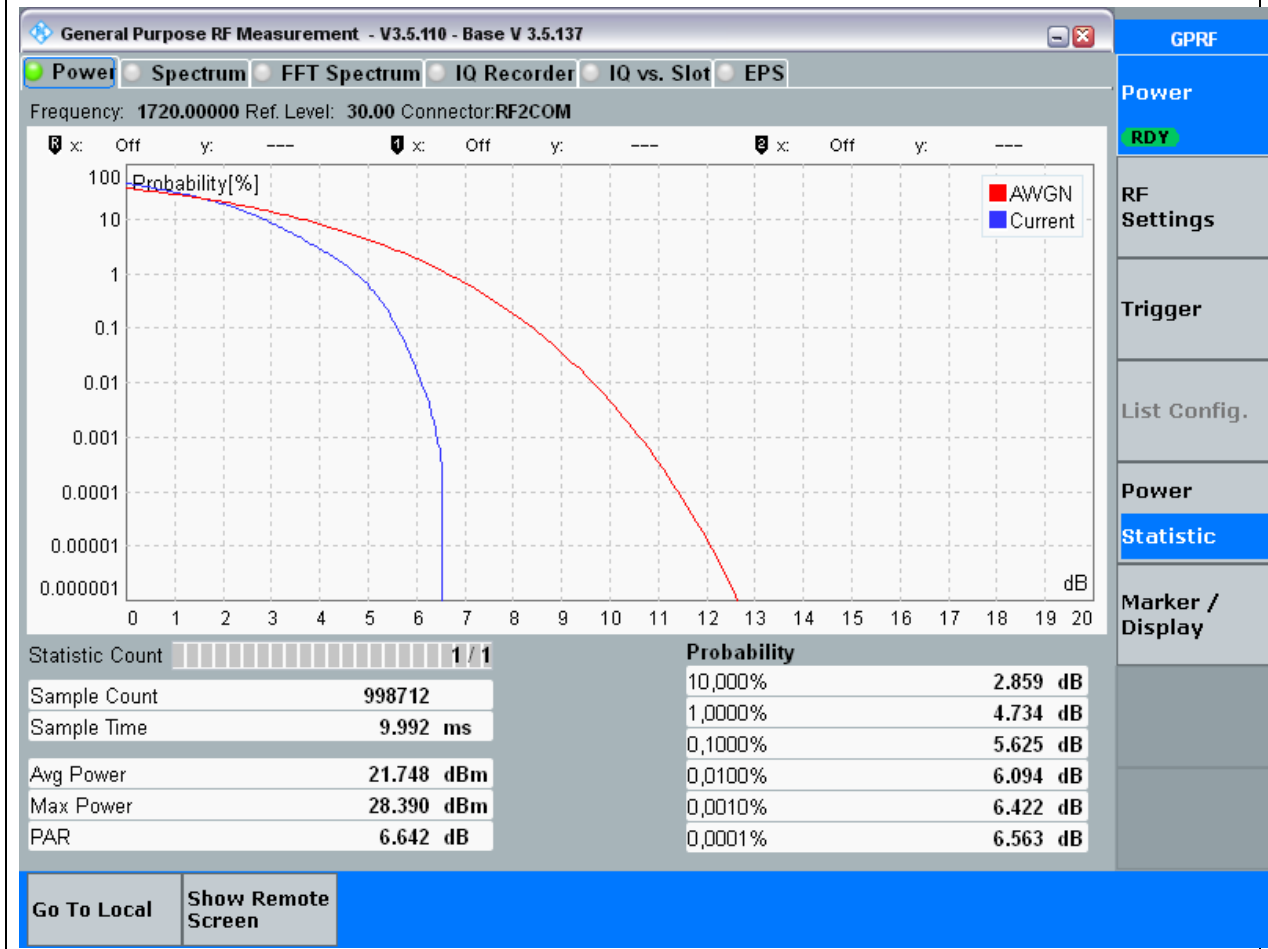 General Purpose RF Measurement - V3.5.110 - Base V 3.5.137
GPRF
Power Spectrum FFT Spectrum IQ Recorder IQ vs. Slot EPS
Frequency: 1720.00000 Ref. Level: 30.00 Connector:RF2COM
R x: Off y: --- 1 x: Off y: --- 2 x: Off y: ---
Probability[%]
AWGN
Current
100
10
1
0.1
0.01
0.001
0.0001
0.00001
0.000001
dB
0 1 2 3 4 5 6 7 8 9 10 11 12 13 14 15 16 17 18 19 20
Statistic Count 1 / 1
Sample Count 998712
Sample Time 9.992 ms
Avg Power 21.748 dBm
Max Power 28.390 dBm
PAR 6.642 dB
Probability
10,000% 2.859 dB
1,0000% 4.734 dB
0,1000% 5.625 dB
0,0100% 6.094 dB
0,0010% 6.422 dB
0,0001% 6.563 dB
Power
RDY
RF
Settings
Trigger
List Config.
Power
Statistic
Marker /
Display
Go To Local
Show Remote
Screen